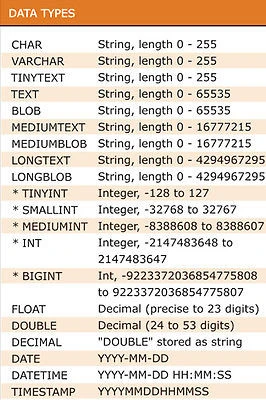 DATA TYPES
CHAR String, length 0 - 255
VARCHAR String, length 0 - 255
TINYTEXT String, length 0 - 255
TEXT String, length 0 - 65535
BLOB String, length 0 - 65535
MEDIUMTEXT String, length 0 - 16777215
MEDIUMBLOB String, length 0 - 16777215
LONGTEXT String, length 0 - 4294967295
LONGBLOB String, length 0 - 4294967295
* TINYINT Integer, -128 to 127
* SMALLINT Integer, -32768 to 32767
* MEDIUMINT Integer, -8388608 to 8388607
* INT Integer, -2147483648 to
2147483647
* BIGINT Int, -9223372036854775808
to 9223372036854775807
FLOAT Decimal (precise to 23 digits)
DOUBLE Decimal (24 to 53 digits)
DECIMAL "DOUBLE" stored as string
DATE YYYY-MM-DD
DATETIME YYYY-MM-DD HH:MM:SS
TIMESTAMP YYYYMMDDHHMMSS